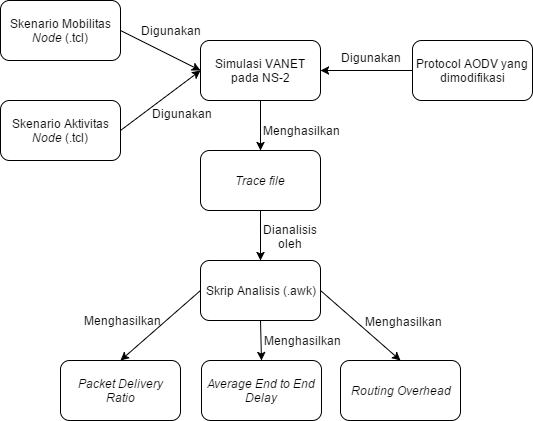 Skenario Mobilitas
Node (.tcl)
Digunakan
Simulasi VANET
pada NS-2
Digunakan
Protocol AODV yang
dimodifikasi
Skenario Aktivitas
Node (.tcl)
Digunakan
Menghasilkan
Trace file
Dianalisis
oleh
Skrip Analisis (.awk)
Menghasilkan
Menghasilkan
Menghasilkan
Packet Delivery
Ratio
Average End to End
Delay
Routing Overhead